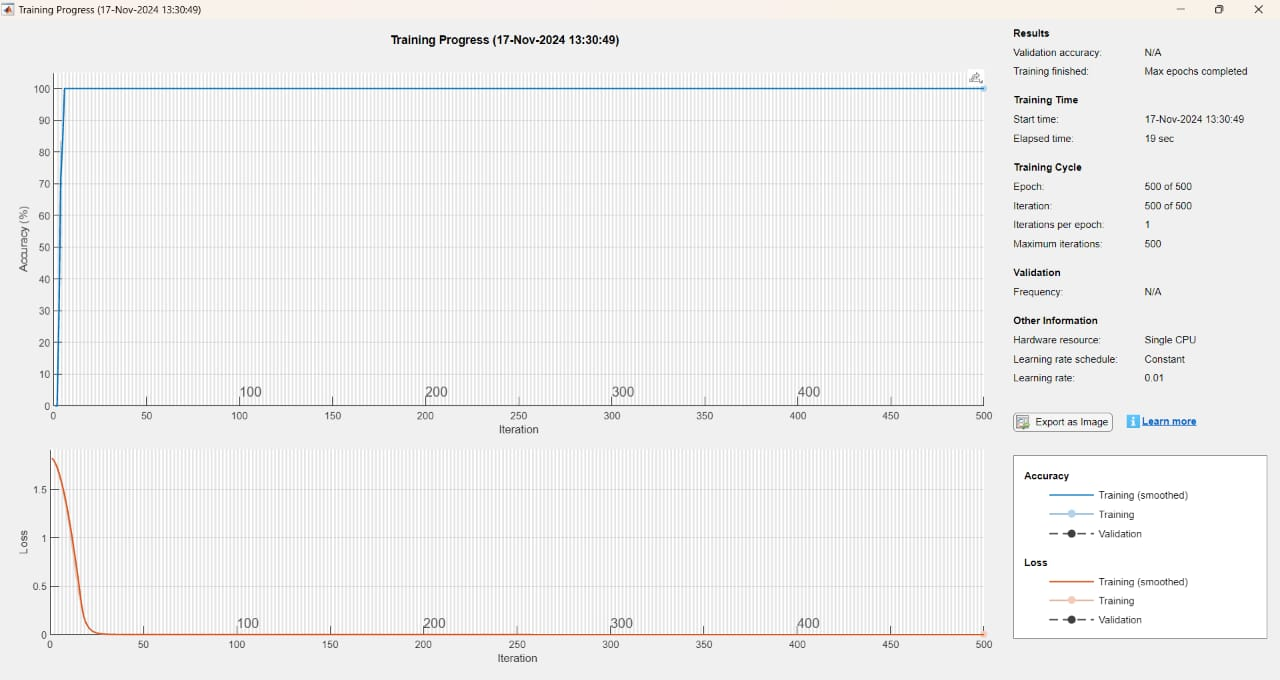 Training Progress (17-Nov-2024 13:30:49)
Training Progress (17-Nov-2024 13:30:49)
100
90
80
70
60
50
40
30
20
10
0
Accuracy (%)
100 200 300 400
0 50 100 150 200 250 300 350 400 450 500
Iteration
1.5
1
0.5
0
Loss
100 200 300 400
0 50 100 150 200 250 300 350 400 450 500
Iteration
Results
Validation accuracy: N/A
Training finished: Max epochs completed
Training Time
Start time: 17-Nov-2024 13:30:49
Elapsed time: 19 sec
Training Cycle
Epoch: 500 of 500
Iteration: 500 of 500
Iterations per epoch: 1
Maximum iterations: 500
Validation
Frequency: N/A
Other Information
Hardware resource: Single CPU
Learning rate schedule: Constant
Learning rate: 0.01
Export as Image i Learn more
Accuracy
Training (smoothed)
Training
Validation
Loss
Training (smoothed)
Training
Validation